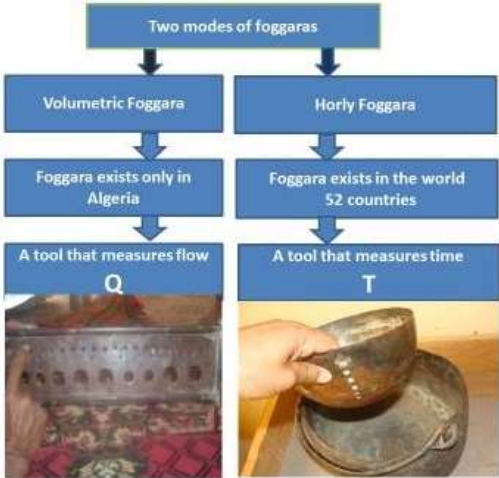 Two modes of foggaras
Volumetric Foggara
Horly Foggara
Foggara exists only in
Algeria
Foggara exists in the world
52 countries
A tool that measures flow
Q
A tool that measures time
T